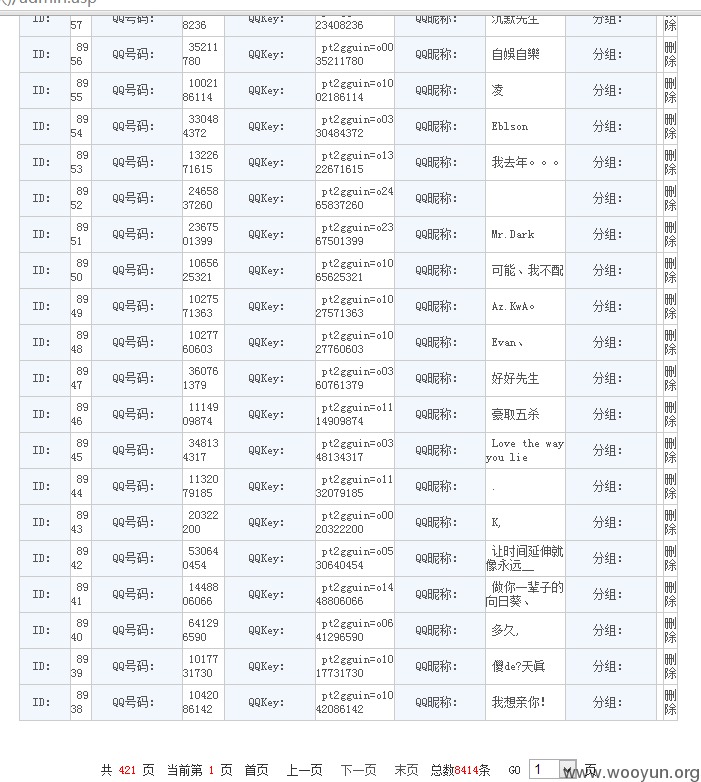 ID: 57 QQ号码: 8236 QQKey: 23408236 QQ昵称: 沉默先生 分组: 删除
ID: 8956 QQ号码: 35211780 QQKey: pt2gguin=o0035211780 QQ昵称: 自娛自樂 分组: 删除
ID: 8955 QQ号码: 1002186114 QQKey: pt2gguin=o1002186114 QQ昵称: 凌 分组: 删除
ID: 8954 QQ号码: 330484372 QQKey: pt2gguin=o0330484372 QQ昵称: Eblson 分组: 删除
ID: 8953 QQ号码: 1322671615 QQKey: pt2gguin=o1322671615 QQ昵称: 我去年。。。 分组: 删除
ID: 8952 QQ号码: 2465837260 QQKey: pt2gguin=o2465837260 QQ昵称: 分组: 删除
ID: 8951 QQ号码: 2367501399 QQKey: pt2gguin=o2367501399 QQ昵称: Mr.Dark 分组: 删除
ID: 8950 QQ号码: 1065625321 QQKey: pt2gguin=o1065625321 QQ昵称: 可能、我不配 分组: 删除
ID: 8949 QQ号码: 1027571363 QQKey: pt2gguin=o1027571363 QQ昵称: Az.KwA。 分组: 删除
ID: 8948 QQ号码: 1027760603 QQKey: pt2gguin=o1027760603 QQ昵称: Evan、 分组: 删除
ID: 8947 QQ号码: 360761379 QQKey: pt2gguin=o0360761379 QQ昵称: 好好先生 分组: 删除
ID: 8946 QQ号码: 1114909874 QQKey: pt2gguin=o1114909874 QQ昵称: 豪取五杀 分组: 删除
ID: 8945 QQ号码: 348134317 QQKey: pt2gguin=o0348134317 QQ昵称: Love the way you lie 分组: 删除
ID: 8944 QQ号码: 1132079185 QQKey: pt2gguin=o1132079185 QQ昵称: . 分组: 删除
ID: 8943 QQ号码: 20322200 QQKey: pt2gguin=o0020322200 QQ昵称: K, 分组: 删除
ID: 8942 QQ号码: 530640454 QQKey: pt2gguin=o0530640454 QQ昵称: 让时间延伸就像永远__ 分组: 删除
ID: 8941 QQ号码: 1448806066 QQKey: pt2gguin=o1448806066 QQ昵称: 做你一辈子的向日葵、 分组: 删除
ID: 8940 QQ号码: 641296590 QQKey: pt2gguin=o0641296590 QQ昵称: 多久, 分组: 删除
ID: 8939 QQ号码: 1017731730 QQKey: pt2gguin=o1017731730 QQ昵称: 傻de?天眞 分组: 删除
ID: 8938 QQ号码: 1042086142 QQKey: pt2gguin=o1042086142 QQ昵称: 我想亲你! 分组: 删除
共 421 页 当前第 1 页 首页 上一页 下一页 末页 总数8414条 GO 1 页
www.wooyun.org